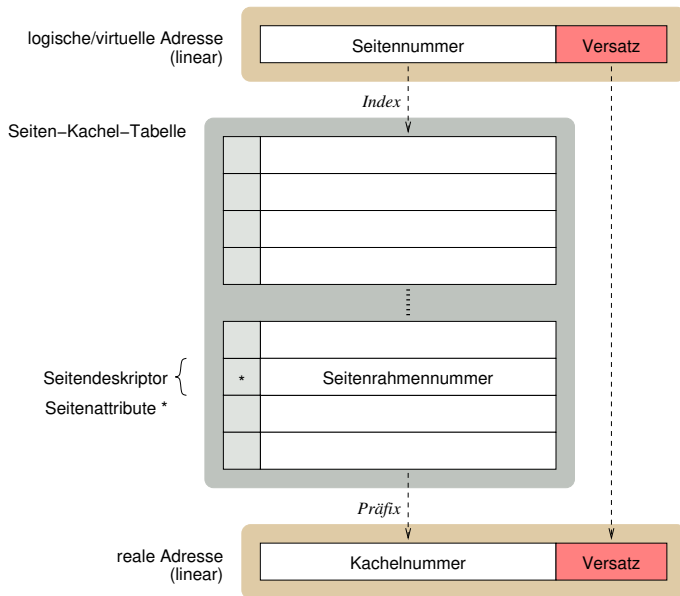 logische/virtuelle Adresse
(linear)
Seitennummer
Versatz
Index
Seiten−Kachel−Tabelle
Seitendeskriptor
*
Seitenrahmennummer
Seitenattribute *
Präfix
reale Adresse
(linear)
Kachelnummer
Versatz